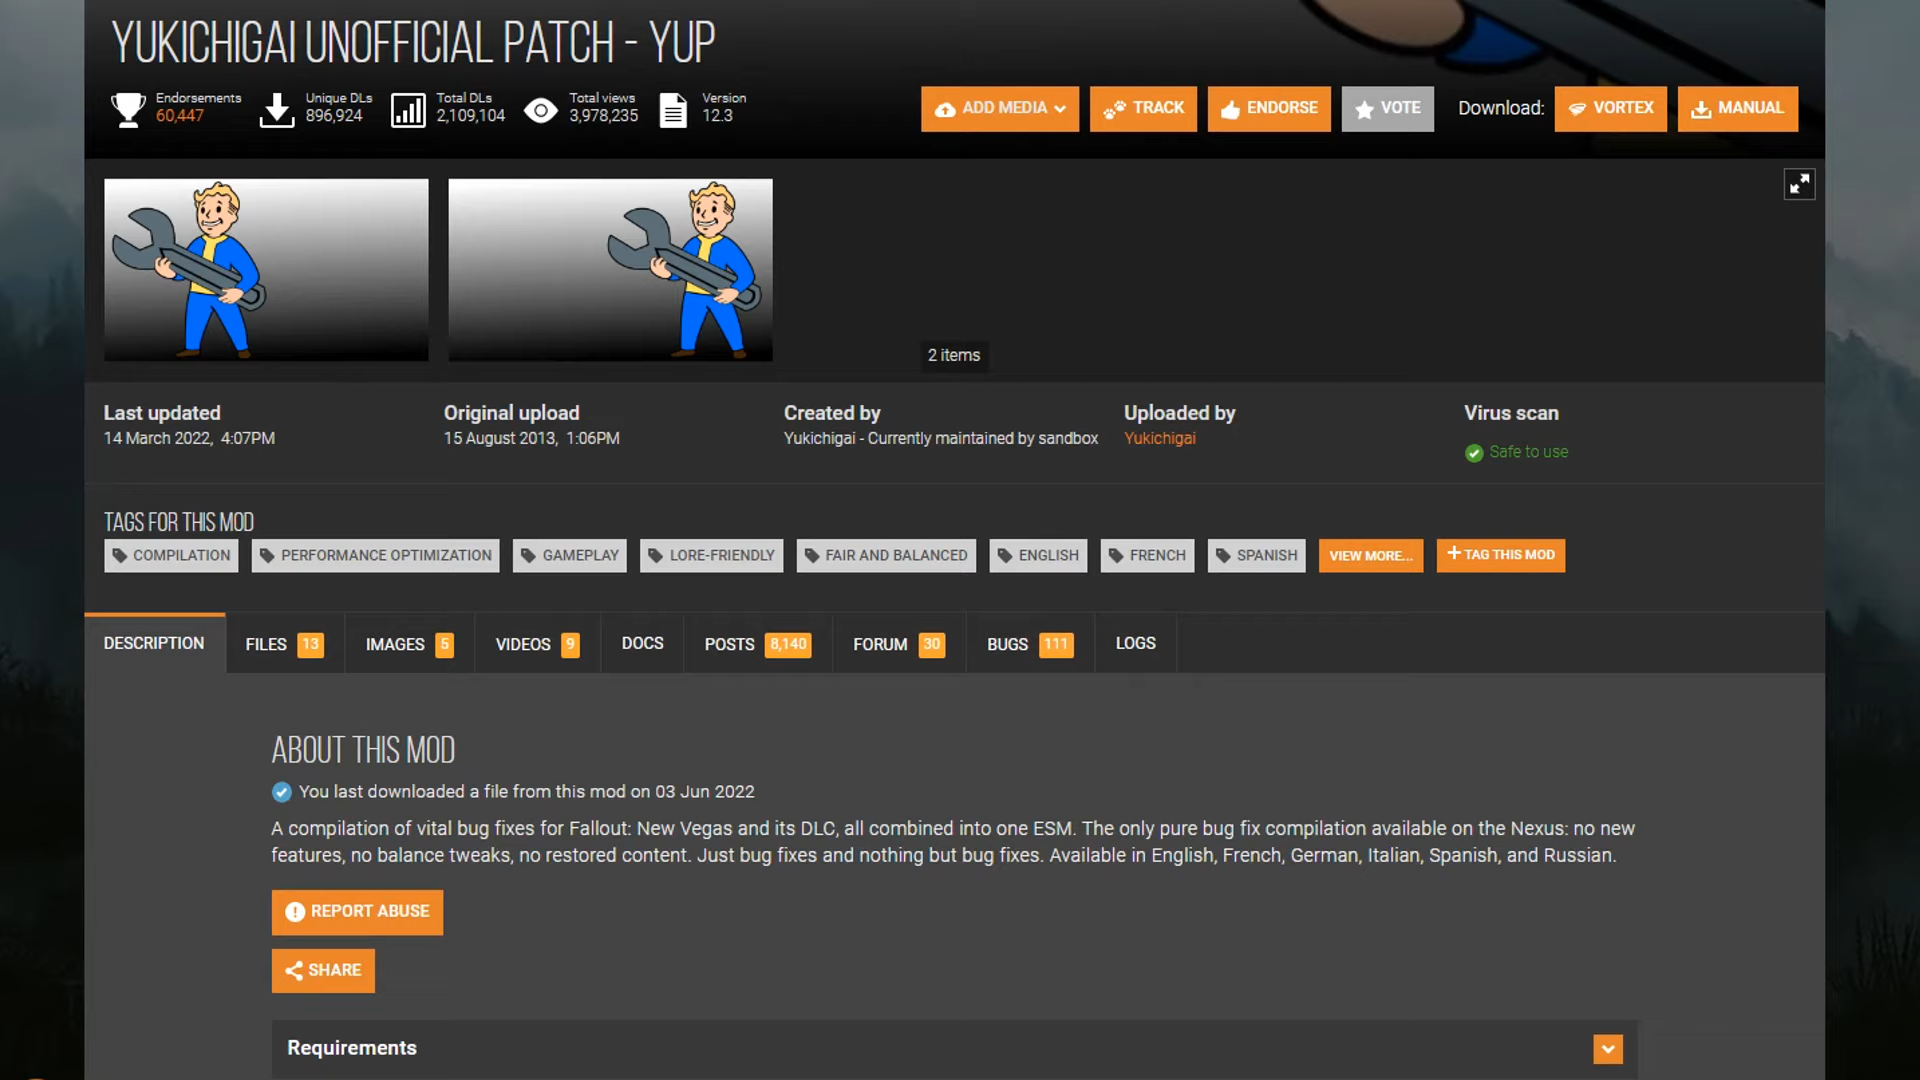 YUKICHIGAI UNOFFICIAL PATCH - YUP
Endorsements
60,447
Unique DLs
896,924
Total DLs
2,109,104
Total views
3,978,235
Version
12.3
ADD MEDIA
TRACK
ENDORSE
VOTE
Download:
VORTEX
MANUAL
2 items
Last updated
14 March 2022, 4:07PM
Original upload
15 August 2013, 1:06PM
Created by
Yukichigai - Currently maintained by sandbox
Uploaded by
Yukichigai
Virus scan
Safe to use
TAGS FOR THIS MOD
COMPILATION
PERFORMANCE OPTIMIZATION
GAMEPLAY
LORE-FRIENDLY
FAIR AND BALANCED
ENGLISH
FRENCH
SPANISH
VIEW MORE...
+ TAG THIS MOD
DESCRIPTION
FILES 13
IMAGES 5
VIDEOS 9
DOCS
POSTS 8,140
FORUM 30
BUGS 111
LOGS
ABOUT THIS MOD
You last downloaded a file from this mod on 03 Jun 2022
A compilation of vital bug fixes for Fallout: New Vegas and its DLC, all combined into one ESM. The only pure bug fix compilation available on the Nexus: no new
features, no balance tweaks, no restored content. Just bug fixes and nothing but bug fixes. Available in English, French, German, Italian, Spanish, and Russian.
REPORT ABUSE
SHARE
Requirements